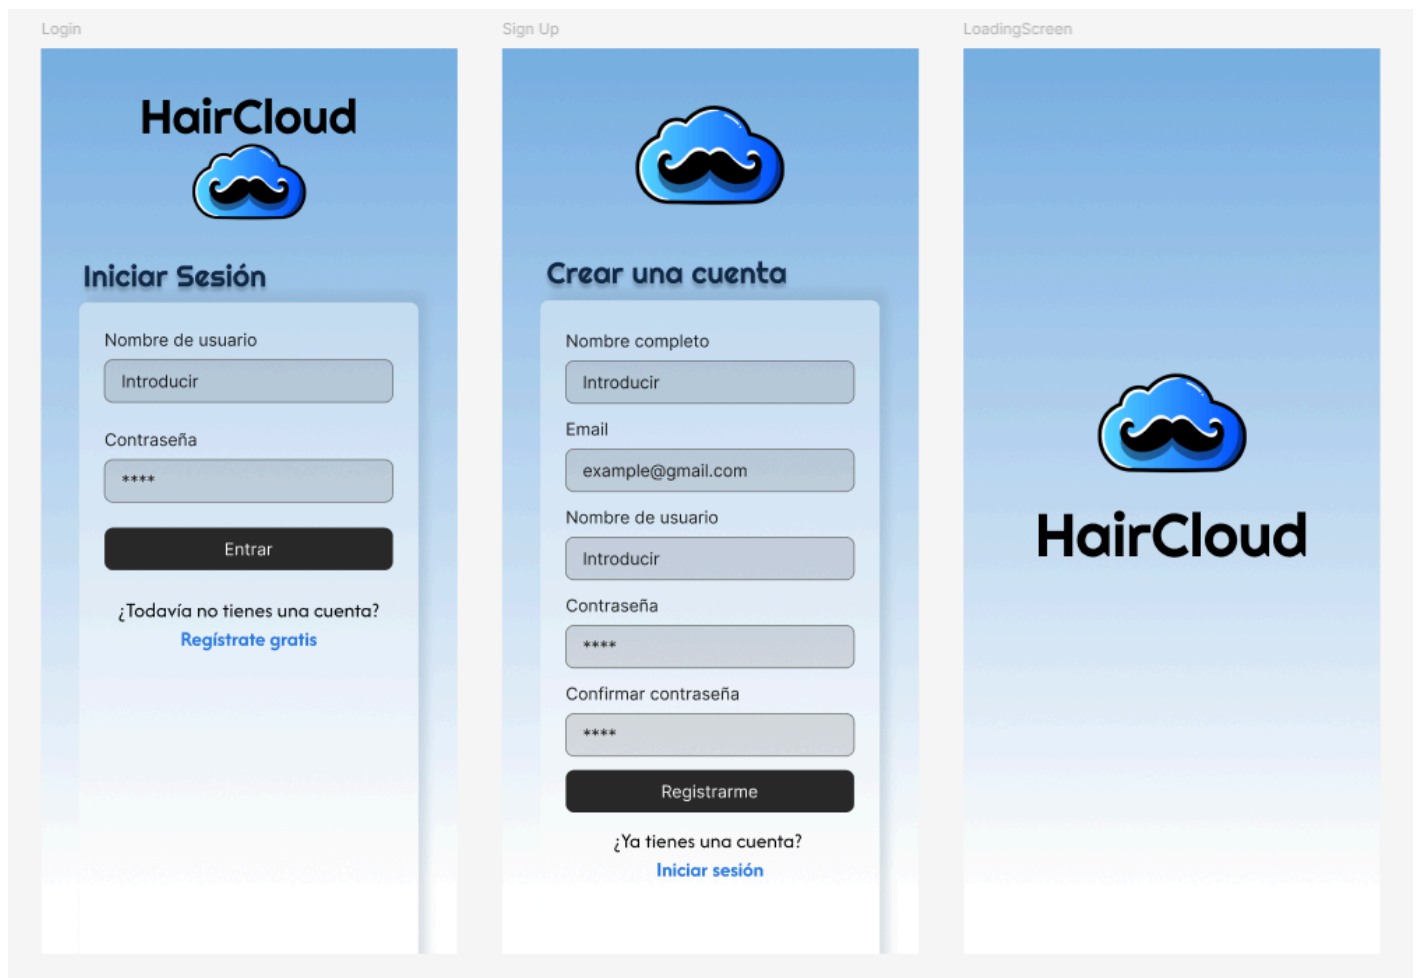 Login
HairCloud
Iniciar Sesión
Nombre de usuario
Introducir
Contraseña
****
Entrar
¿Todavía no tienes una cuenta?
Regístrate gratis
Sign Up
Crear una cuenta
Nombre completo
Introducir
Email
example@gmail.com
Nombre de usuario
Introducir
Contraseña
****
Confirmar contraseña
****
Registrarme
¿Ya tienes una cuenta?
Iniciar sesión
LoadingScreen
HairCloud